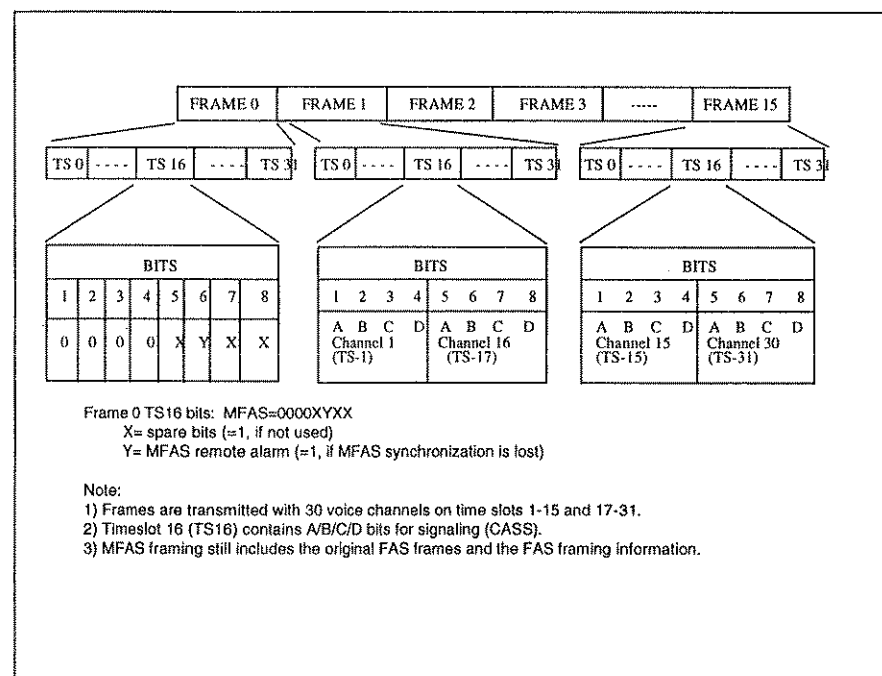 FRAME 0 FRAME 1 FRAME 2 FRAME 3 ----- FRAME 15
TS 0 ---- TS 16 ---- TS 31 TS 0 ---- TS 16 ---- TS 31 TS 0 ---- TS 16 ---- TS 31
BITS BITS BITS
1 2 3 4 5 6 7 8 1 2 3 4 5 6 7 8 1 2 3 4 5 6 7 8
0 0 0 0 X Y X X A B C D A B C D A B C D A B C D
Channel 1 Channel 16 Channel 15 Channel 30
(TS-1) (TS-17) (TS-15) (TS-31)
Frame 0 TS16 bits: MFAS=0000XYXX
X= spare bits (=1, if not used)
Y= MFAS remote alarm (=1, if MFAS synchronization is lost)
Note:
1) Frames are transmitted with 30 voice channels on time slots 1-15 and 17-31.
2) Timeslot 16 (TS16) contains A/B/C/D bits for signaling (CASS).
3) MFAS framing still includes the original FAS frames and the FAS framing information.